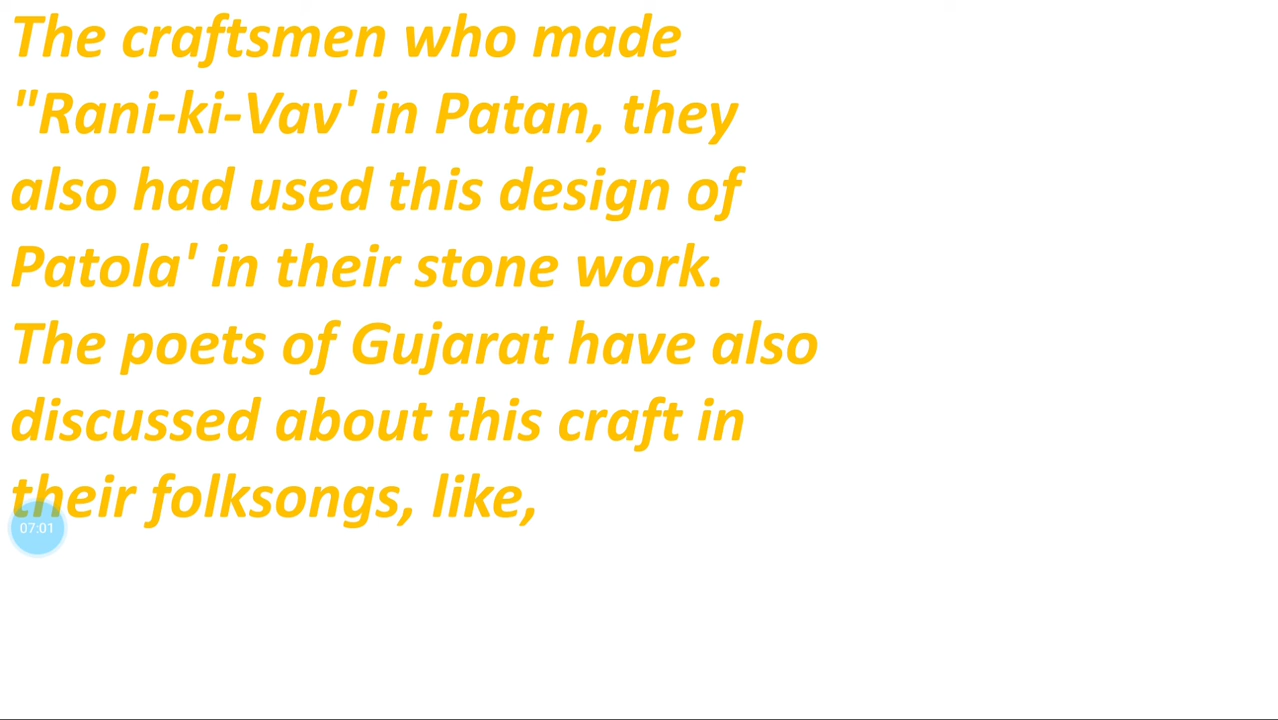 The craftsmen who made
"Rani-ki-Vav' in Patan, they
also had used this design of
Patola' in their stone work.
The poets of Gujarat have also
discussed about this craft in
their folksongs, like,
07:01